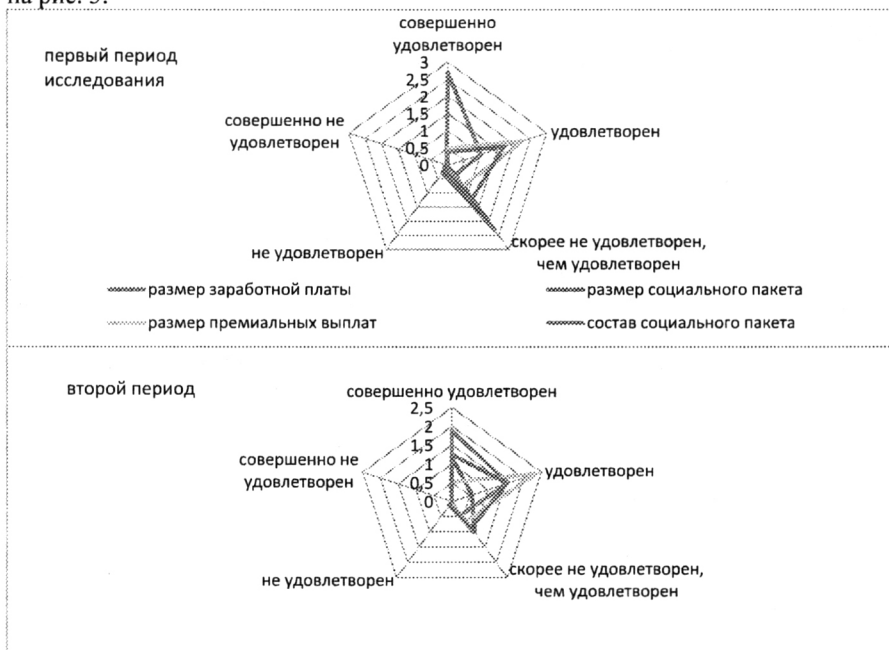 на рис. 3.
первый период
исследования
совершенно
удовлетворен
3
2,5
2
1,5
1
0,5
0
удовлетворен
скорее не удовлетворен,
чем удовлетворен
не удовлетворен
совершенно не
удовлетворен
размер заработной платы
размер социального пакета
размер премиальных выплат
состав социального пакета
второй период
совершенно удовлетворен
2,5
2
1,5
1
0,5
0
удовлетворен
скорее не удовлетворен,
чем удовлетворен
не удовлетворен
совершенно не
удовлетворен